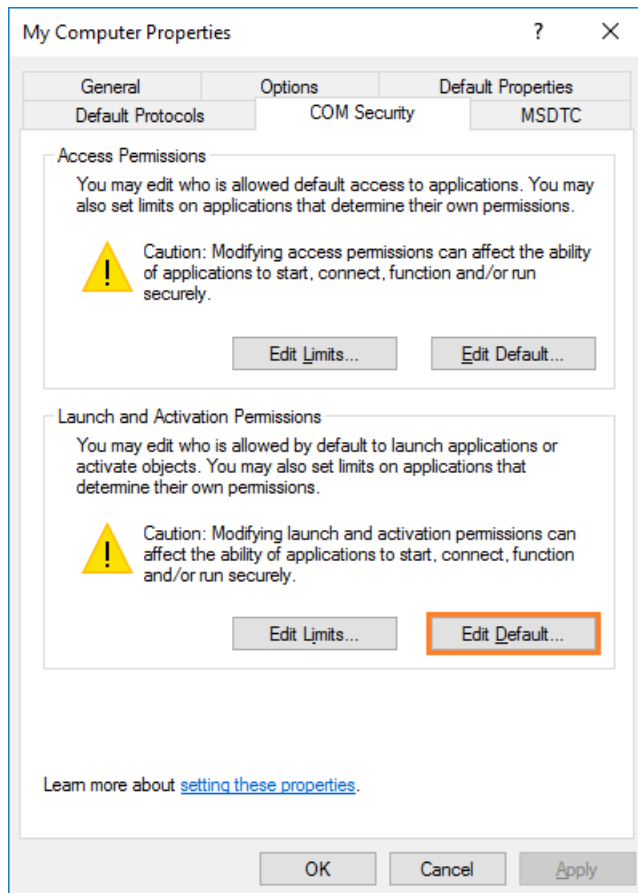 My Computer Properties
?
General
Options
Default Properties
Default Protocols
COM Security
MSDTC
Access Permissions
You may edit who is allowed default access to applications. You may
also set limits on applications that determine their own permissions.
Caution: Modifying access permissions can affect the ability
of applications to start, connect, function and/or run
securely.
Edit Limits...
Edit Default...
Launch and Activation Permissions
You may edit who is allowed by default to launch applications or
activate objects. You may also set limits on applications that
determine their own permissions.
Caution: Modifying launch and activation permissions can
affect the ability of applications to start, connect, function
and/or run securely.
Edit Limits...
Edit Default...
Learn more about setting these properties.
OK
Cancel
Apply